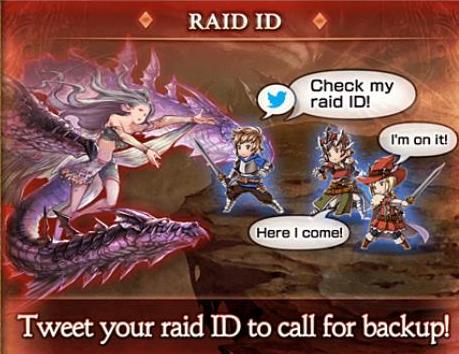 RAID ID
Check my
raid ID!
I'm on it!
Here I come!
Tweet your raid ID to call for backup!